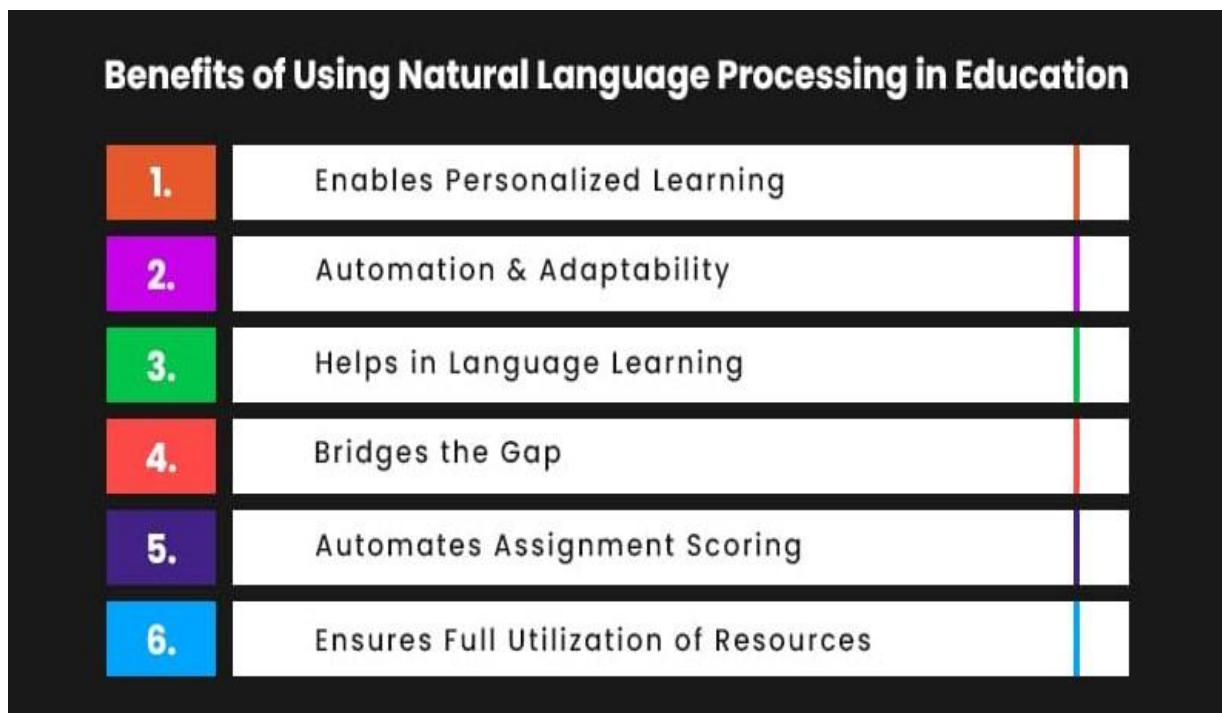 Benefits of Using Natural Language Processing in Education
1. Enables Personalized Learning
2. Automation & Adaptability
3. Helps in Language Learning
4. Bridges the Gap
5. Automates Assignment Scoring
6. Ensures Full Utilization of Resources